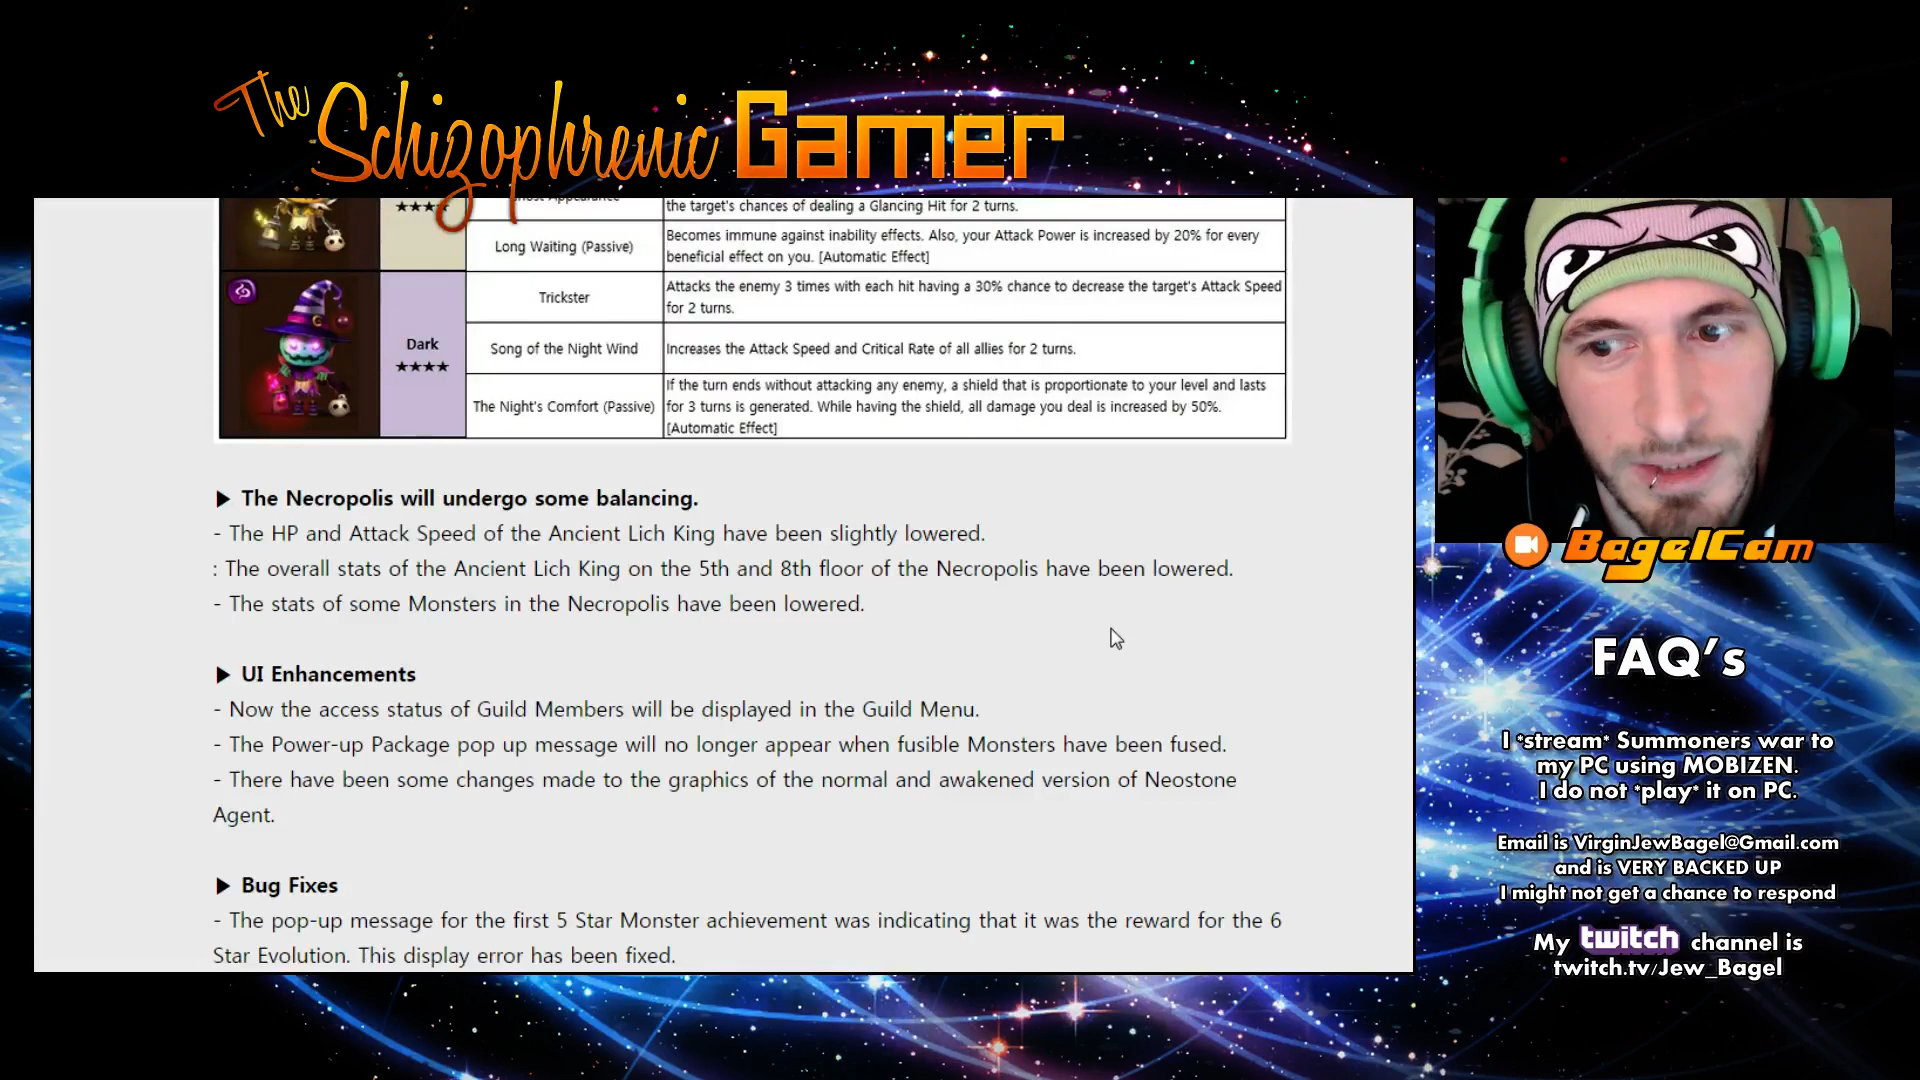 The Schizophrenic Gamer
the target's chances of dealing a Glancing Hit for 2 turns.
Long Waiting (Passive)
Becomes immune against inability effects. Also, your Attack Power is increased by 20% for every
beneficial effect on you. [Automatic Effect]
Dark
★★★★
Trickster
Attacks the enemy 3 times with each hit having a 30% chance to decrease the target's Attack Speed
for 2 turns.
Song of the Night Wind
Increases the Attack Speed and Critical Rate of all allies for 2 turns.
The Night's Comfort (Passive)
If the turn ends without attacking any enemy, a shield that is proportionate to your level and lasts
for 3 turns is generated. While having the shield, all damage you deal is increased by 50%.
[Automatic Effect]
▶ The Necropolis will undergo some balancing.
- The HP and Attack Speed of the Ancient Lich King have been slightly lowered.
: The overall stats of the Ancient Lich King on the 5th and 8th floor of the Necropolis have been lowered.
- The stats of some Monsters in the Necropolis have been lowered.
▶ UI Enhancements
- Now the access status of Guild Members will be displayed in the Guild Menu.
- The Power-up Package pop up message will no longer appear when fusible Monsters have been fused.
- There have been some changes made to the graphics of the normal and awakened version of Neostone
Agent.
▶ Bug Fixes
- The pop-up message for the first 5 Star Monster achievement was indicating that it was the reward for the 6
Star Evolution. This display error has been fixed.
BagelCam
FAQ's
I *stream* Summoners war to
my PC using MOBIZEN.
I do not *play* it on PC.
Email is VirginJewBagel@Gmail.com
and is VERY BACKED UP
I might not get a chance to respond
My twitch channel is
twitch.tv/Jew_Bagel